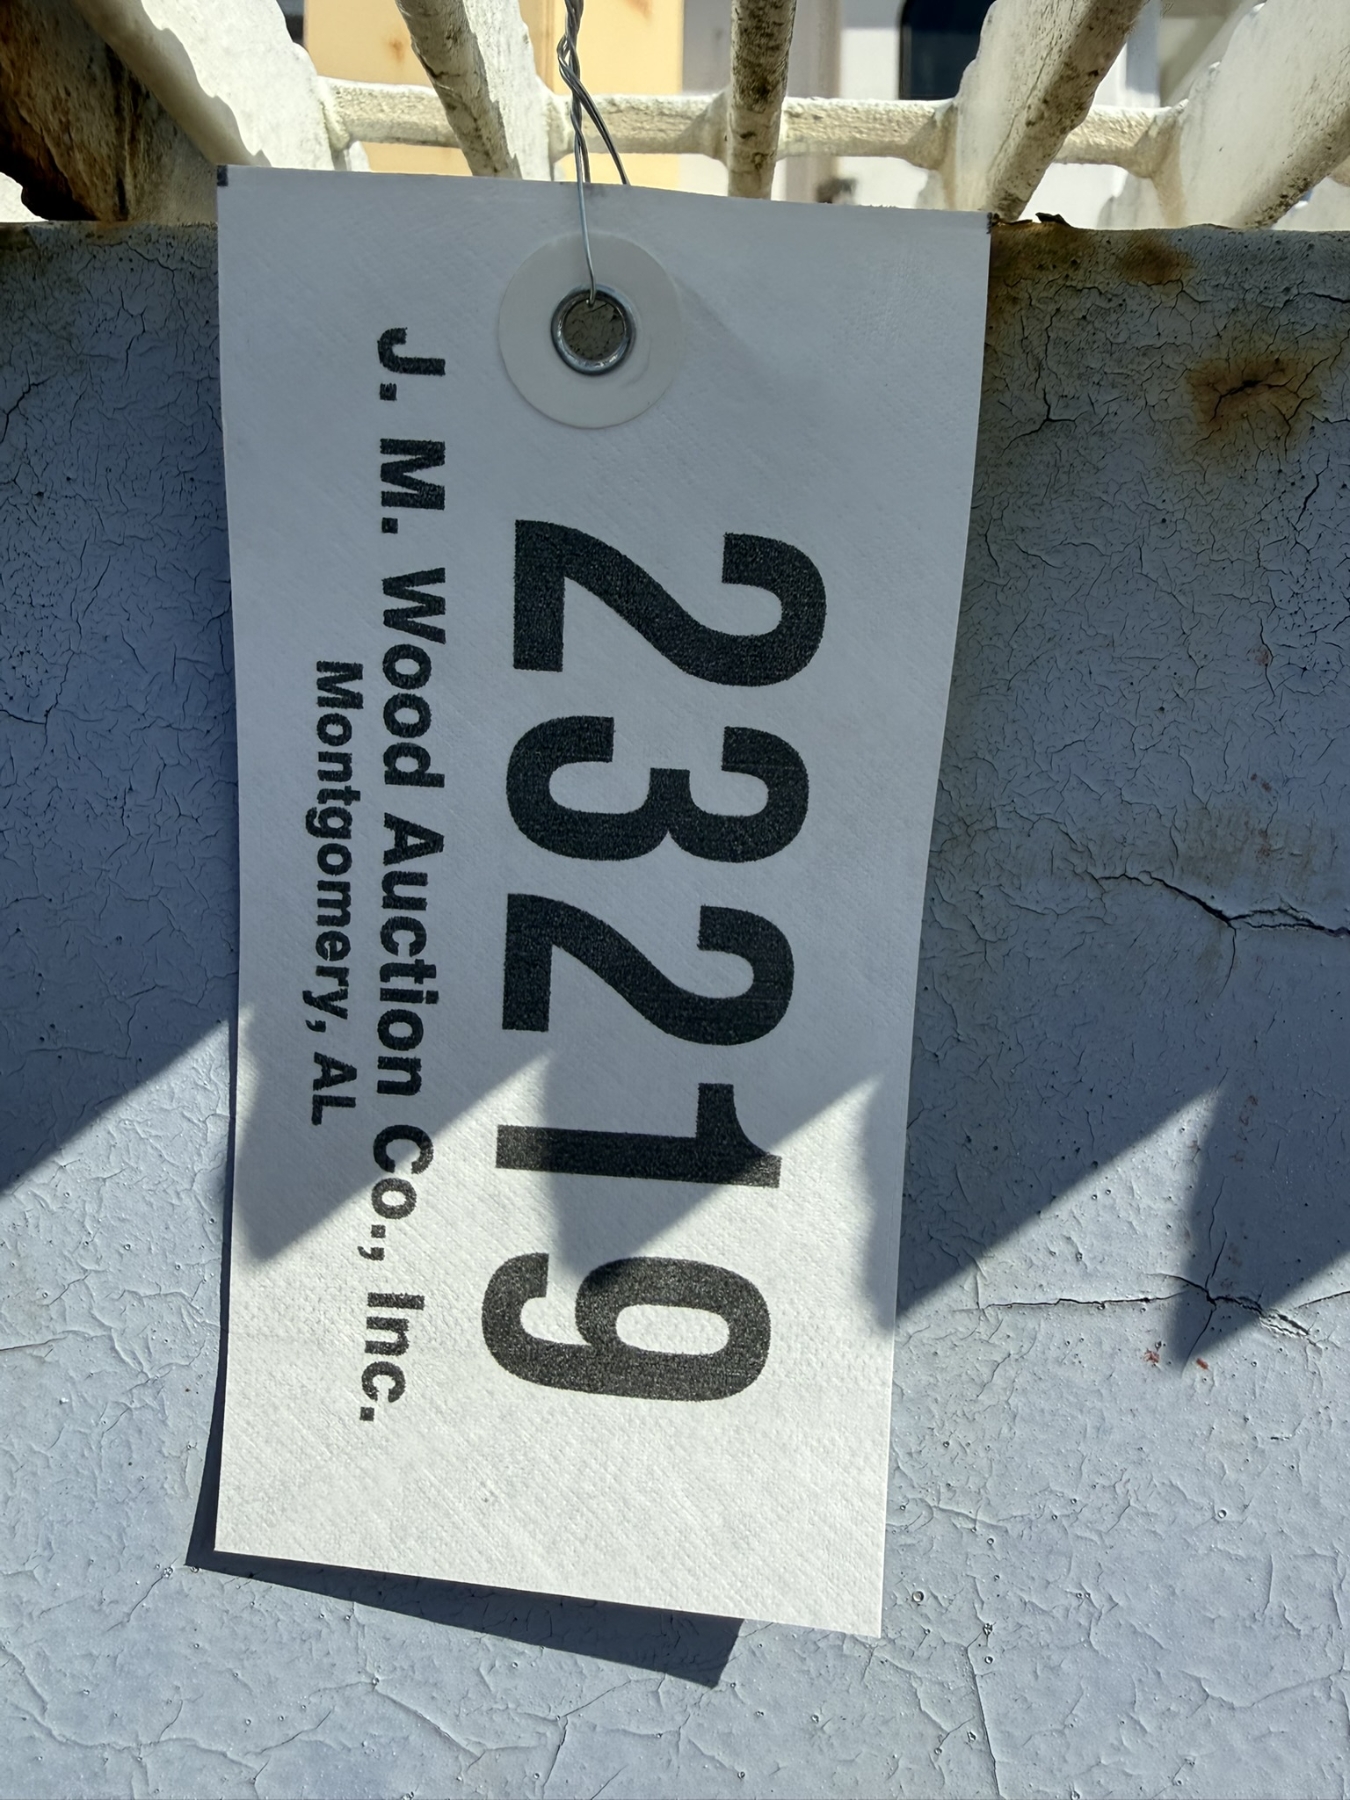 23219
J. M. Wood Auction Co., Inc.
Montgomery, AL